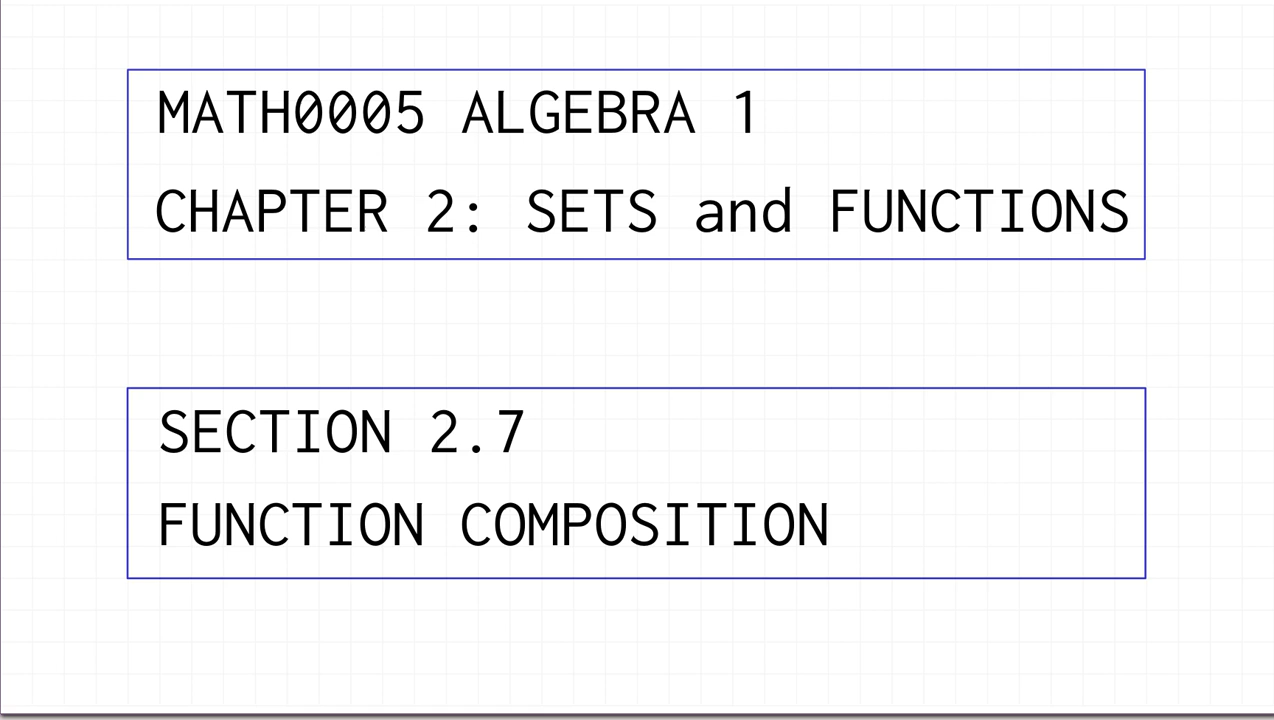 MATH0005 ALGEBRA 1
CHAPTER 2: SETS and FUNCTIONS
SECTION 2.7
FUNCTION COMPOSITION